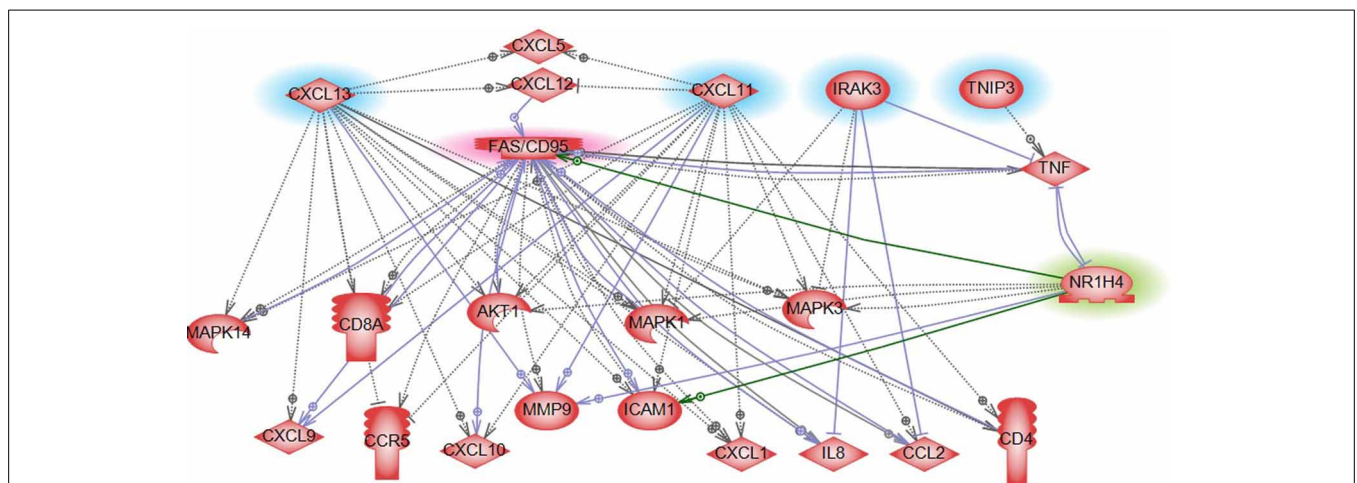 CXCL5
CXCL13
CXCL12
CXCL11
IRAK3
TNIP3
FAS/CD95
TNF
NR1H4
MAPK14
CD8A
AKT1
MAPK1
MAPK3
CXCL9
CCR5
CXCL10
MMP9
ICAM1
CXCL1
IL8
CCL2
CD4